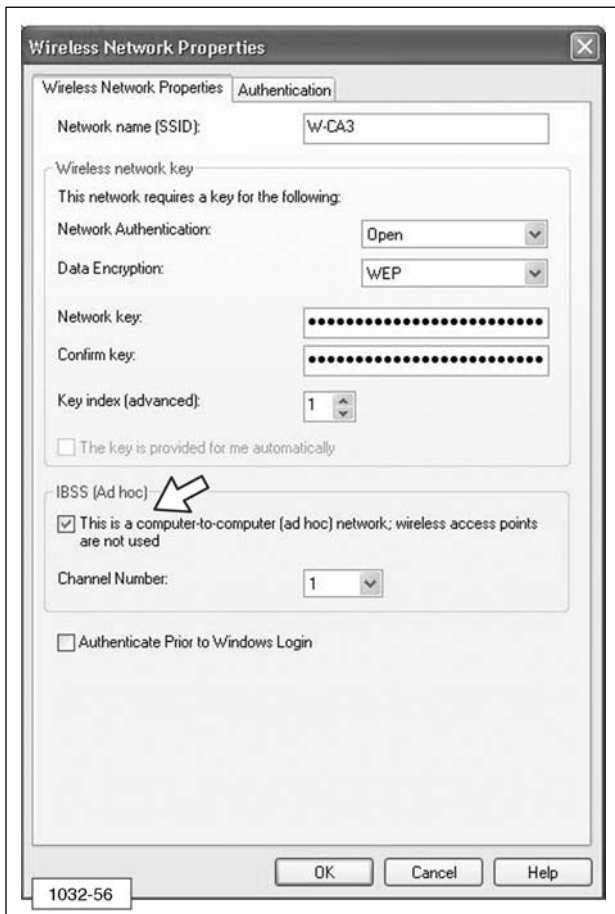 Wireless Network Properties
Wireless Network Properties
Authentication
Network name (SSID):
W-CA3
Wireless network key
This network requires a key for the following:
Network Authentication:
Open
Data Encryption:
WEP
Network key:
•••••••••••••••••••••••••
Confirm key:
•••••••••••••••••••••••••
Key index (advanced):
1
The key is provided for me automatically
IBSS (Ad hoc)
This is a computer-to-computer (ad hoc) network; wireless access points
are not used
Channel Number:
1
Authenticate Prior to Windows Login
OK
Cancel
Help
1032-56